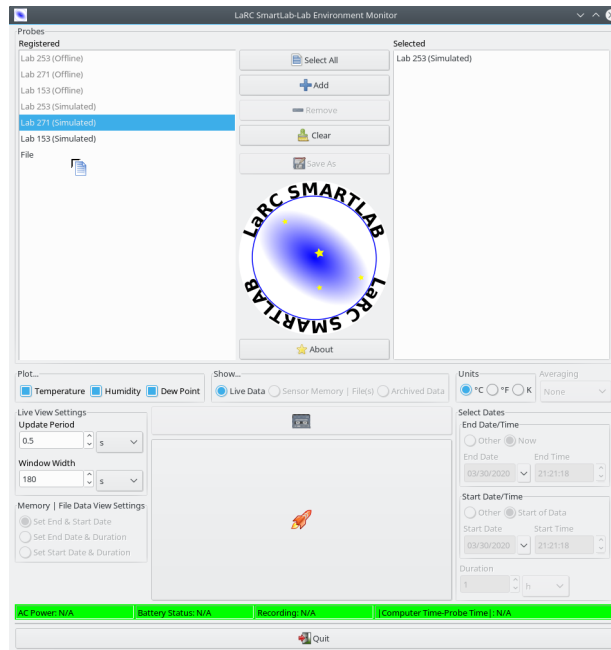 LaRC SmartLab-Lab Environment Monitor
Probes
Registered
Selected
Lab 253 (Offline)
Lab 271 (Offline)
Lab 153 (Offline)
Lab 253 (Simulated)
Lab 271 (Simulated)
Lab 153 (Simulated)
File
Select All
Add
Remove
Clear
Save As
LaRC SMARTLAB
LaRC SMARTLAB
About
Lab 253 (Simulated)
Plot...
Temperature Humidity Dew Point
Show...
Live Data Sensor Memory | File(s) Archived Data
Units
°C °F K
Averaging
None
Live View Settings
Update Period
0.5 s
Window Width
180 s
Memory | File Data View Settings
Set End & Start Date
Set End Date & Duration
Set Start Date & Duration
Select Dates
End Date/Time
Other Now
End Date End Time
03/30/2020 21:21:18
Start Date/Time
Other Start of Data
Start Date Start Time
03/30/2020 21:21:18
Duration
1 h
AC Power: N/A Battery Status: N/A Recording: N/A |Computer Time-Probe Time|: N/A
Quit